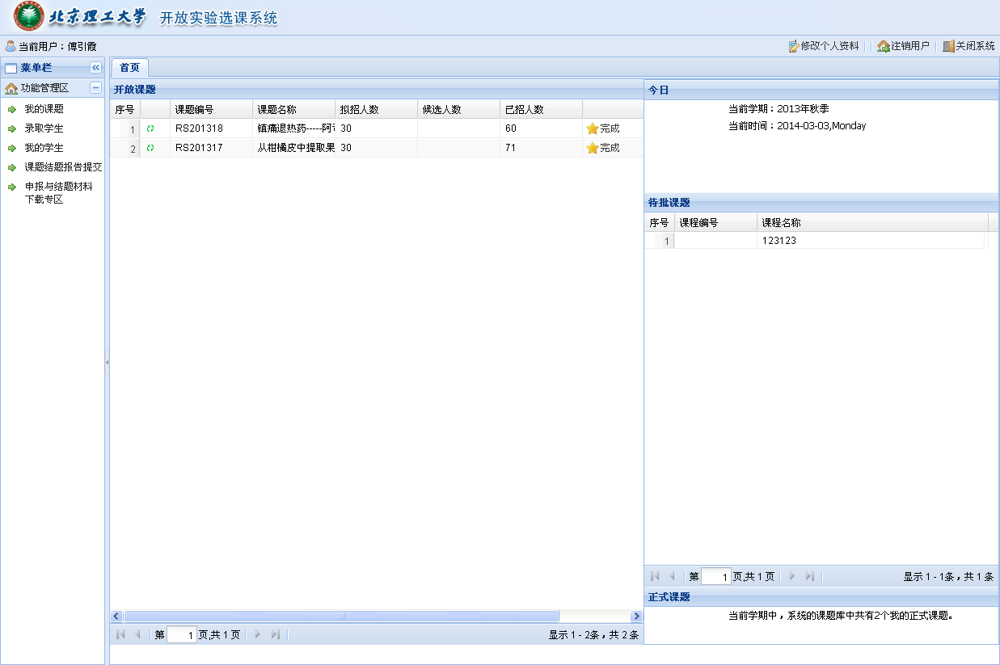 北京理工大学 开放实验选课系统
当前用户：傅引霞 修改个人资料 注销用户 关闭系统
菜单栏
功能管理区
我的课题
录取学生
我的学生
课题结题报告提交
申报与结题材料
下载专区
首页
开放课题
序号 课题编号 课题名称 拟招人数 候选人数 已招人数
1 RS201318 镇痛退热药-----阿 30 60 完成
2 RS201317 从柑橘皮中提取果 30 71 完成
第 1 页,共 1 页 显示 1 - 2条，共 2 条
今日
当前学期：2013年秋季
当前时间：2014-03-03,Monday
待批课题
序号 课程编号 课程名称
1 123123
第 1 页,共 1 页 显示 1 - 1条，共 1 条
正式课题
当前学期中，系统的课题库中共有2个我的正式课题。